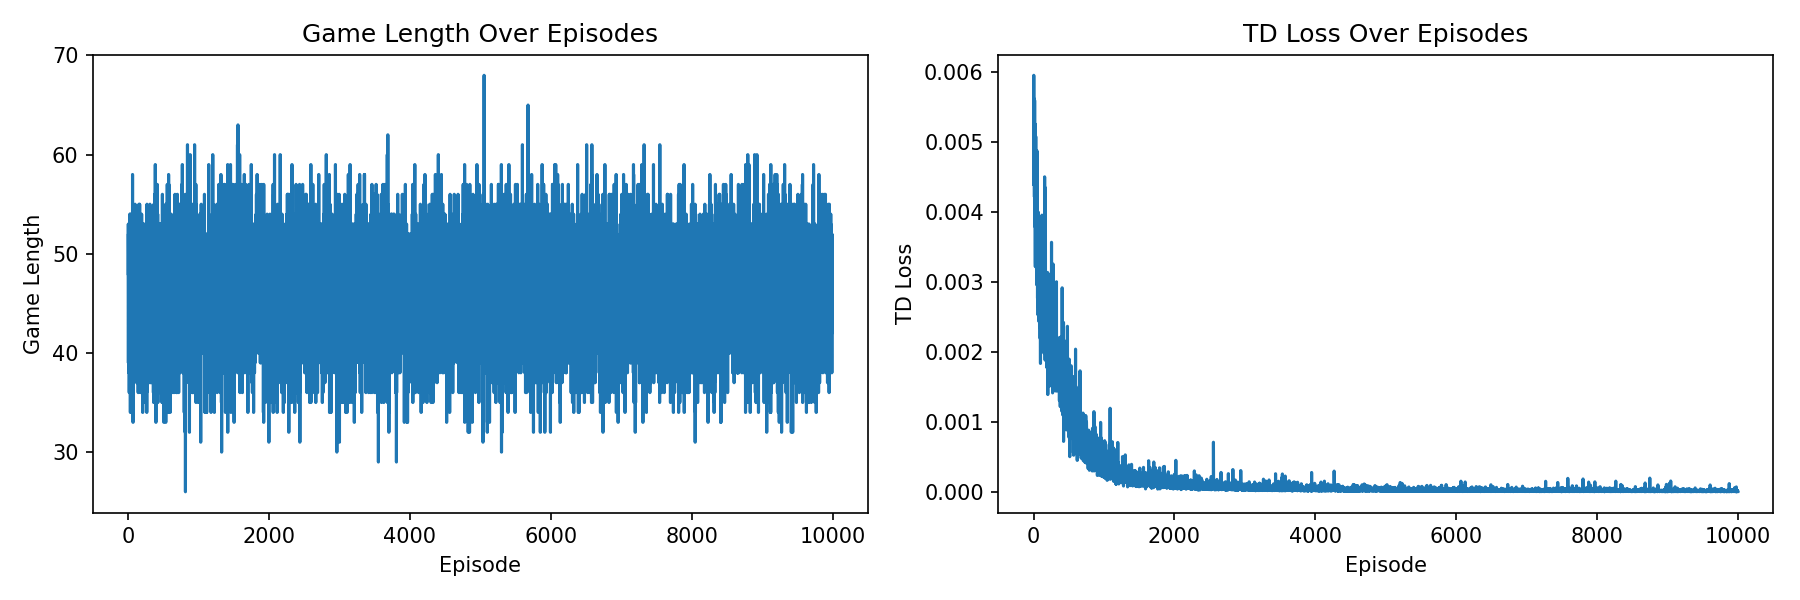 Game Length Over Episodes
70
60
50
40
30
Game Length
0 2000 4000 6000 8000 10000
Episode
TD Loss Over Episodes
0.006
0.005
0.004
0.003
0.002
0.001
0.000
TD Loss
0 2000 4000 6000 8000 10000
Episode